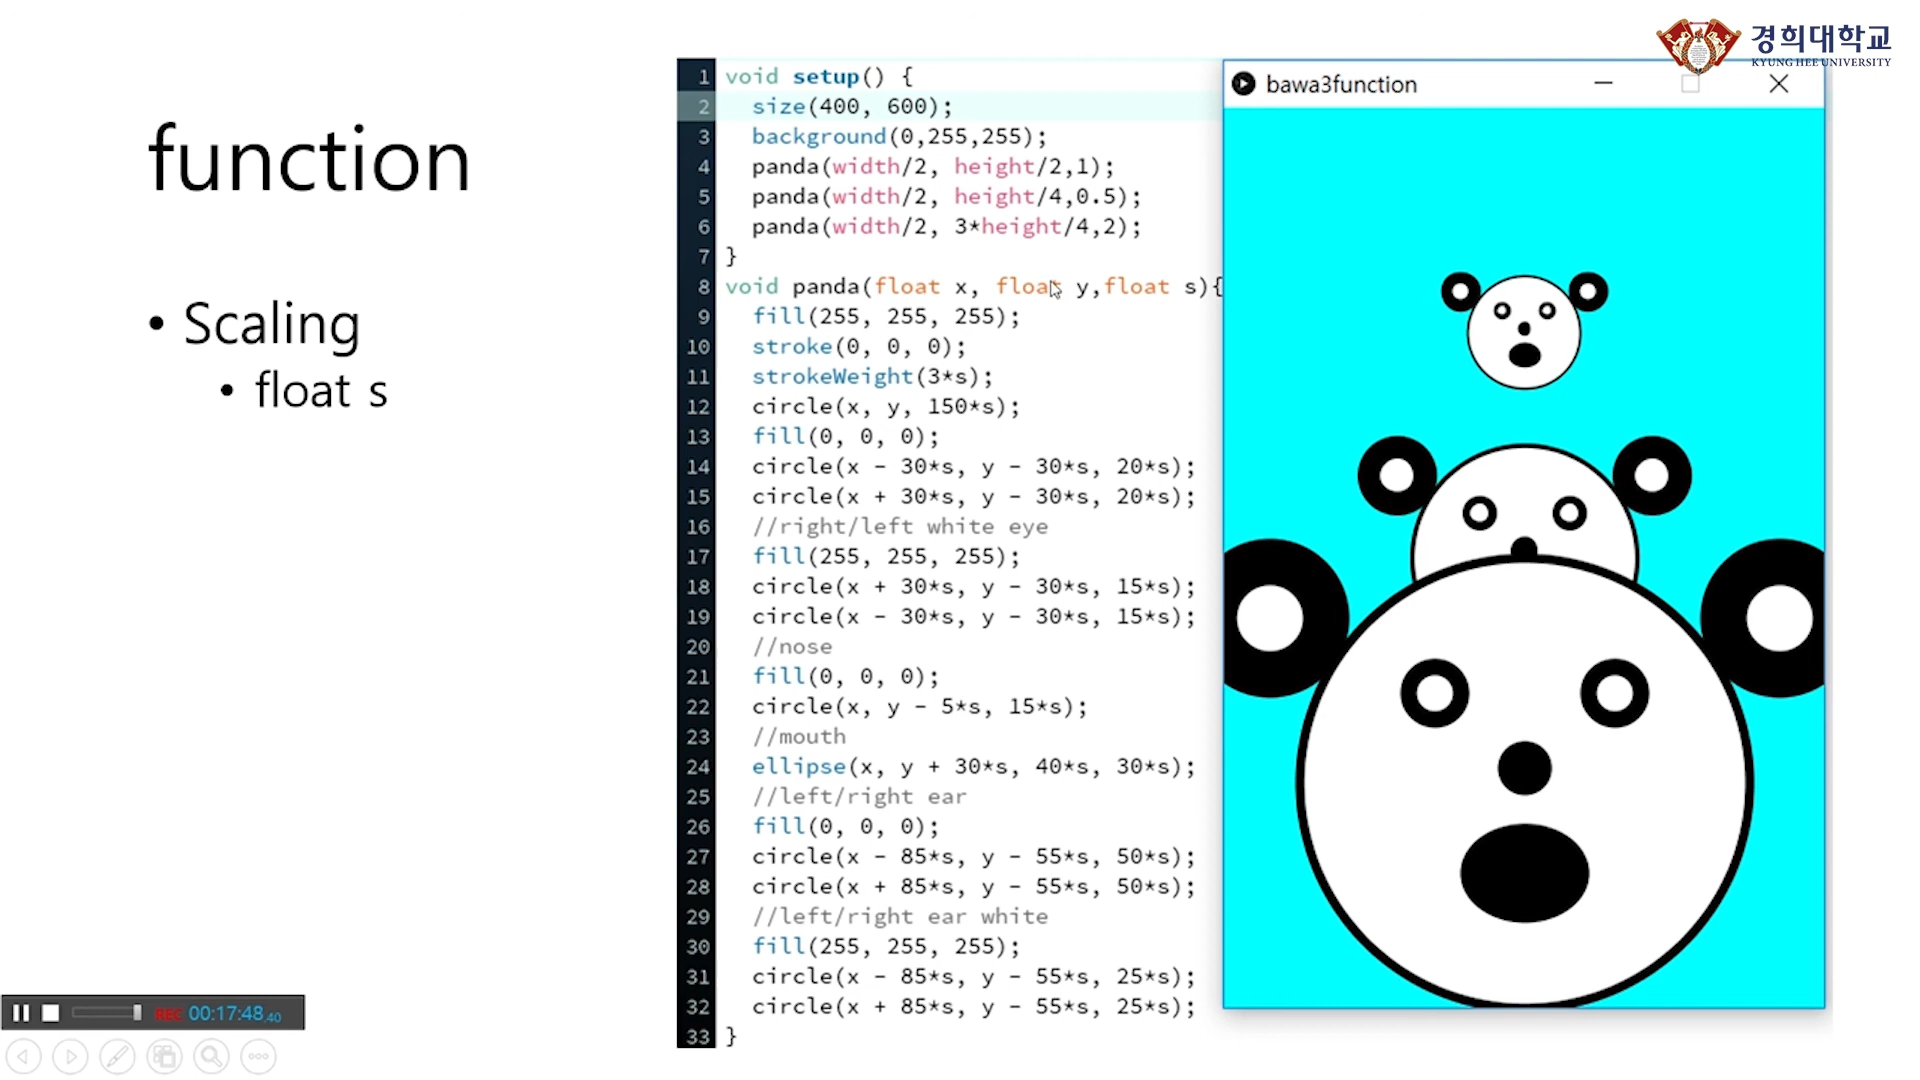 경희대학교
KYUNG HEE UNIVERSITY
function
• Scaling
• float s
1 void setup() {
2 size(400, 600);
3 background(0,255,255);
4 panda(width/2, height/2,1);
5 panda(width/2, height/4,0.5);
6 panda(width/2, 3*height/4,2);
7 }
8 void panda(float x, float y,float s){
9 fill(255, 255, 255);
10 stroke(0, 0, 0);
11 strokeWeight(3*s);
12 circle(x, y, 150*s);
13 fill(0, 0, 0);
14 circle(x - 30*s, y - 30*s, 20*s);
15 circle(x + 30*s, y - 30*s, 20*s);
16 //right/left white eye
17 fill(255, 255, 255);
18 circle(x + 30*s, y - 30*s, 15*s);
19 circle(x - 30*s, y - 30*s, 15*s);
20 //nose
21 fill(0, 0, 0);
22 circle(x, y - 5*s, 15*s);
23 //mouth
24 ellipse(x, y + 30*s, 40*s, 30*s);
25 //left/right ear
26 fill(0, 0, 0);
27 circle(x - 85*s, y - 55*s, 50*s);
28 circle(x + 85*s, y - 55*s, 50*s);
29 //left/right ear white
30 fill(255, 255, 255);
31 circle(x - 85*s, y - 55*s, 25*s);
32 circle(x + 85*s, y - 55*s, 25*s);
33 }
bawa3function
REC 00:17:48.40